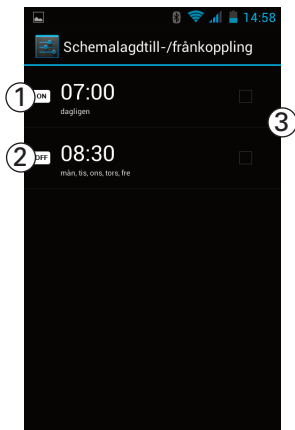 14:58
Schemalagdtill-/frånkoppling
1 ON 07:00
dagligen
3
2 OFF 08:30
mån, tis, ons, tors, fre